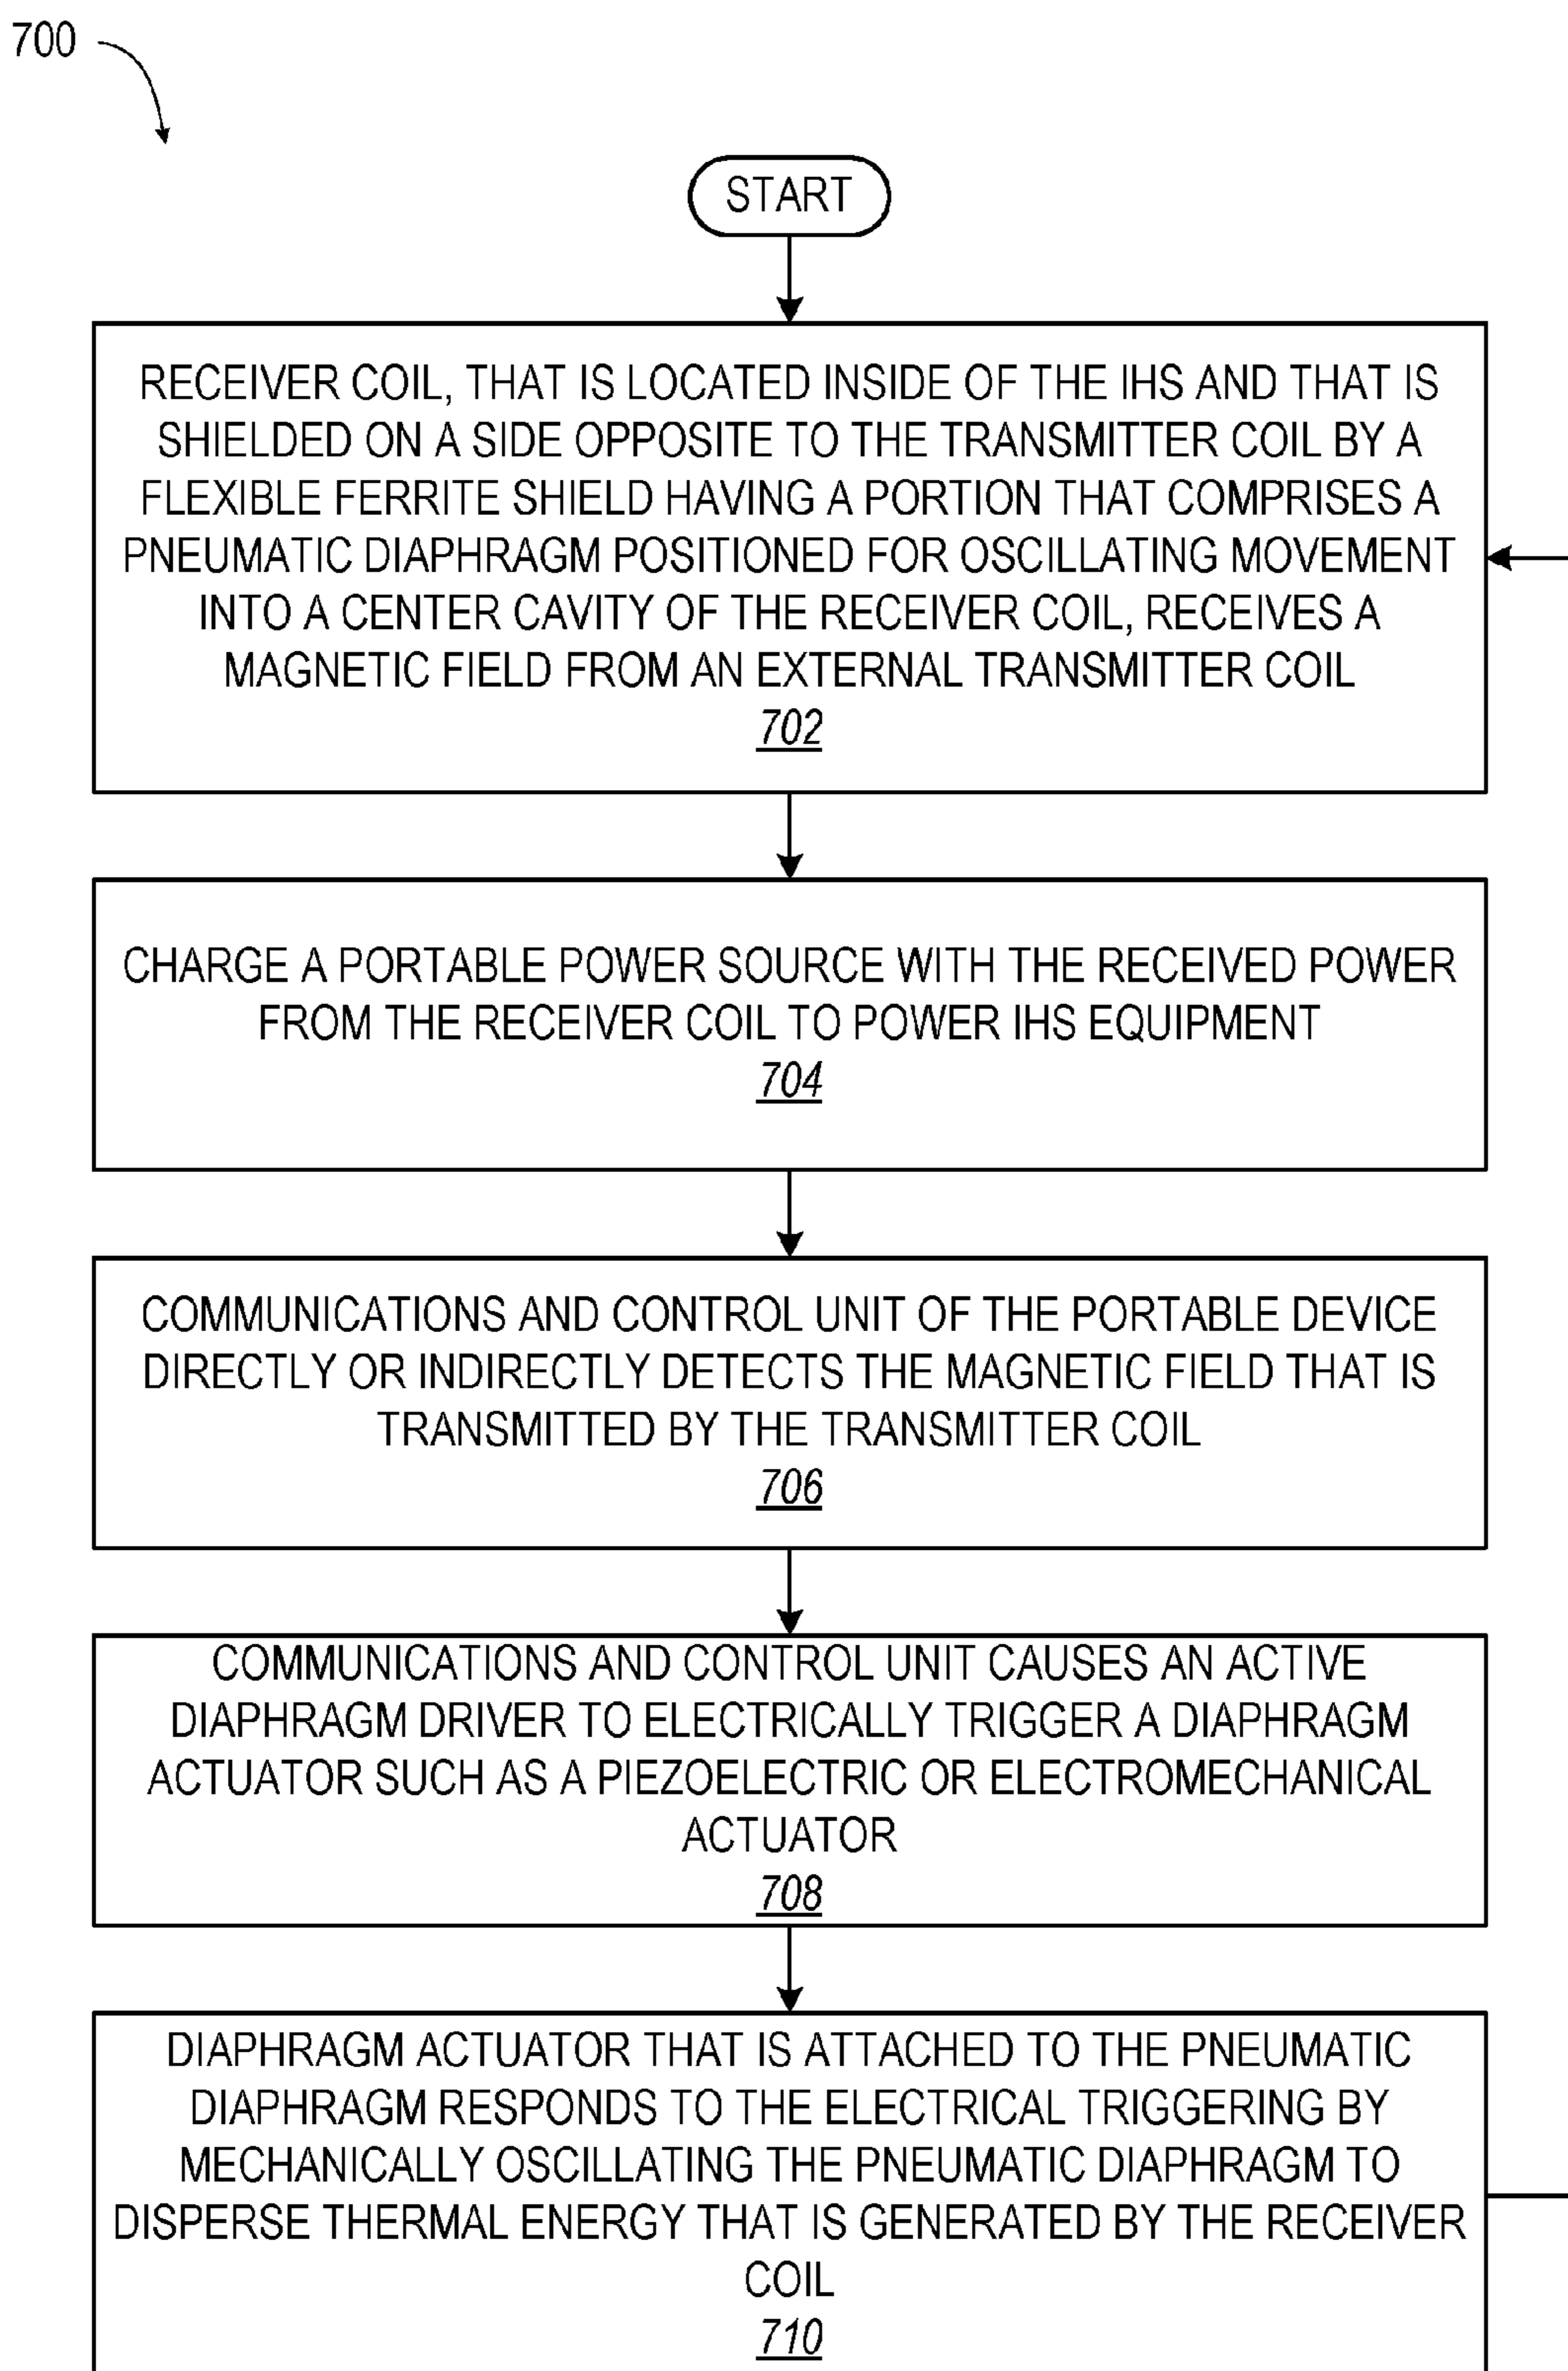 700
START
RECEIVER COIL, THAT IS LOCATED INSIDE OF THE IHS AND THAT IS
SHIELDED ON A SIDE OPPOSITE TO THE TRANSMITTER COIL BY A
FLEXIBLE FERRITE SHIELD HAVING A PORTION THAT COMPRISES A
PNEUMATIC DIAPHRAGM POSITIONED FOR OSCILLATING MOVEMENT
INTO A CENTER CAVITY OF THE RECEIVER COIL, RECEIVES A
MAGNETIC FIELD FROM AN EXTERNAL TRANSMITTER COIL
702
CHARGE A PORTABLE POWER SOURCE WITH THE RECEIVED POWER
FROM THE RECEIVER COIL TO POWER IHS EQUIPMENT
704
COMMUNICATIONS AND CONTROL UNIT OF THE PORTABLE DEVICE
DIRECTLY OR INDIRECTLY DETECTS THE MAGNETIC FIELD THAT IS
TRANSMITTED BY THE TRANSMITTER COIL
706
COMMUNICATIONS AND CONTROL UNIT CAUSES AN ACTIVE
DIAPHRAGM DRIVER TO ELECTRICALLY TRIGGER A DIAPHRAGM
ACTUATOR SUCH AS A PIEZOELECTRIC OR ELECTROMECHANICAL
ACTUATOR
708
DIAPHRAGM ACTUATOR THAT IS ATTACHED TO THE PNEUMATIC
DIAPHRAGM RESPONDS TO THE ELECTRICAL TRIGGERING BY
MECHANICALLY OSCILLATING THE PNEUMATIC DIAPHRAGM TO
DISPERSE THERMAL ENERGY THAT IS GENERATED BY THE RECEIVER
COIL
710